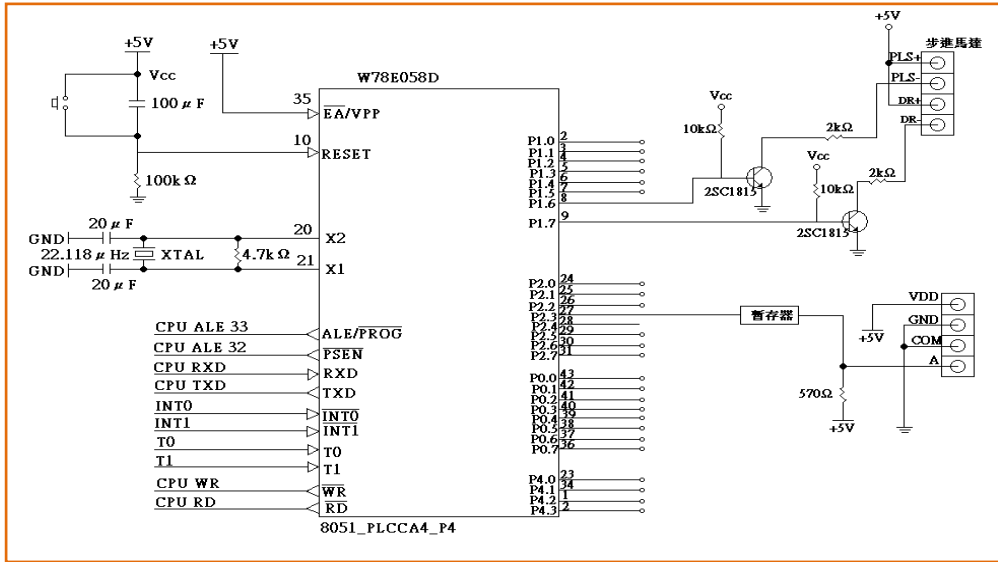 +5V
+5V
+5V
步進馬達
Vcc
W78E058D
PLS+
PLS-
100μF
35
EA/VPP
Vcc
DR+
10kΩ
2kΩ
DR-
10
RESET
P1.0 2
P1.1 3
P1.2 4
P1.3 5
P1.4 6
P1.5 7
P1.6 8
P1.7 9
Vcc
2kΩ
100kΩ
2SC1815
10kΩ
2SC1815
20μF
GND
20
X2
22.118μHz
XTAL
4.7kΩ
GND
21
X1
20μF
P2.0 24
P2.1 25
P2.2 26
P2.3 27
P2.4 28
P2.5 29
P2.6 30
P2.7 31
暫存器
VDD
GND
COM
A
+5V
570Ω
+5V
CPU ALE 33
ALE/PROG
CPU ALE 32
PSEN
CPU RXD
RXD
CPU TXD
TXD
INT0
INT0
INT1
INT1
T0
T0
T1
T1
CPU WR
WR
CPU RD
RD
P0.0 43
P0.1 42
P0.2 41
P0.3 40
P0.4 39
P0.5 38
P0.6 37
P0.7 36
P4.0 23
P4.1 34
P4.2 1
P4.3 2
8051_PLCCA4_P4